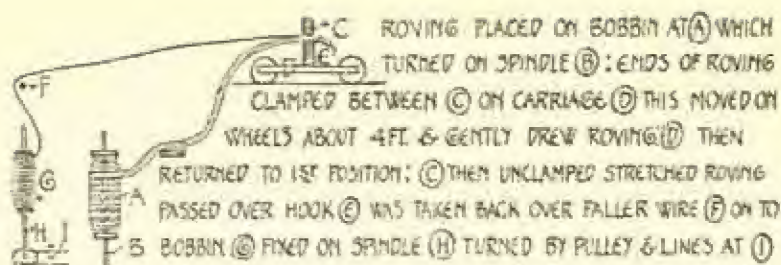 B C ROVING PLACED ON BOBBIN AT Ⓐ WHICH
E TURNED ON SPINDLE Ⓑ: ENDS OF ROVING
F CLAMPED BETWEEN Ⓒ ON CARRIAGE Ⓓ THIS MOVED ON
WHEELS ABOUT 4FT. & GENTLY DREW ROVING. Ⓓ THEN
G RETURNED TO 1ST POSITION: Ⓒ THEN UNCLAMPED STRETCHED ROVING
A PASSED OVER HOOK Ⓔ WAS TAKEN BACK OVER FALLER WIRE Ⓕ ON TO
H I B BOBBIN Ⓖ FIXED ON SPINDLE Ⓗ TURNED BY PULLEY & LINES AT Ⓘ